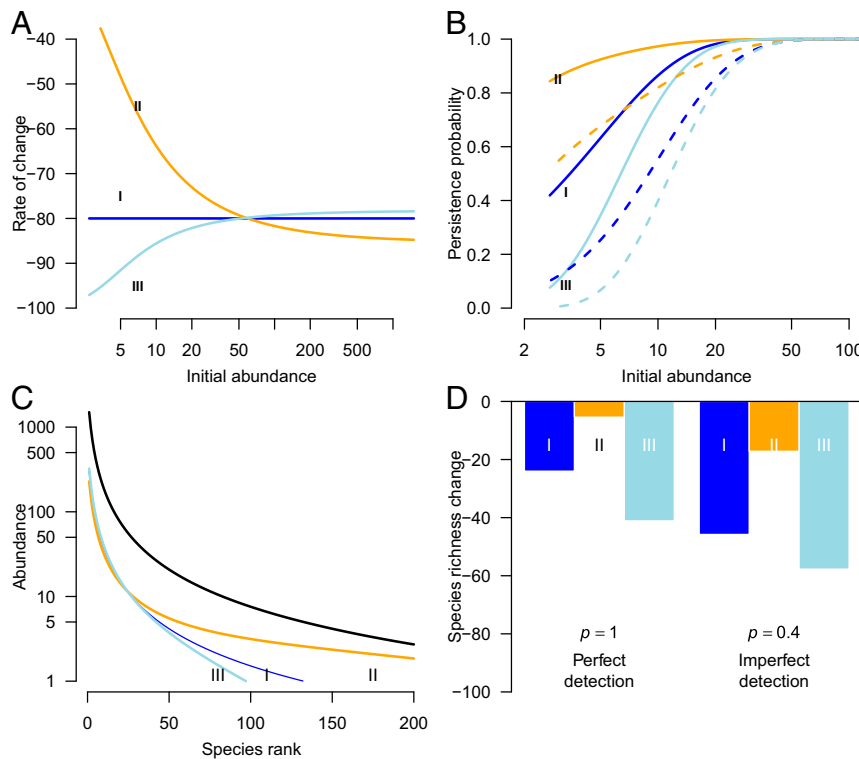 A
Rate of change
−40
−50
−60
−70
−80
−90
−100
II
I
III
5 10 20 50 200 500
Initial abundance
B
Persistence probability
1.0
0.8
0.6
0.4
0.2
0.0
II
I
III
2 5 10 20 50 100
Initial abundance
C
Abundance
1000
500
100
50
10
5
1
III I II
0 50 100 150 200
Species rank
D
Species richness change
0
−20
−40
−60
−80
−100
I II III I II III
p = 1 p = 0.4
Perfect Imperfect
detection detection